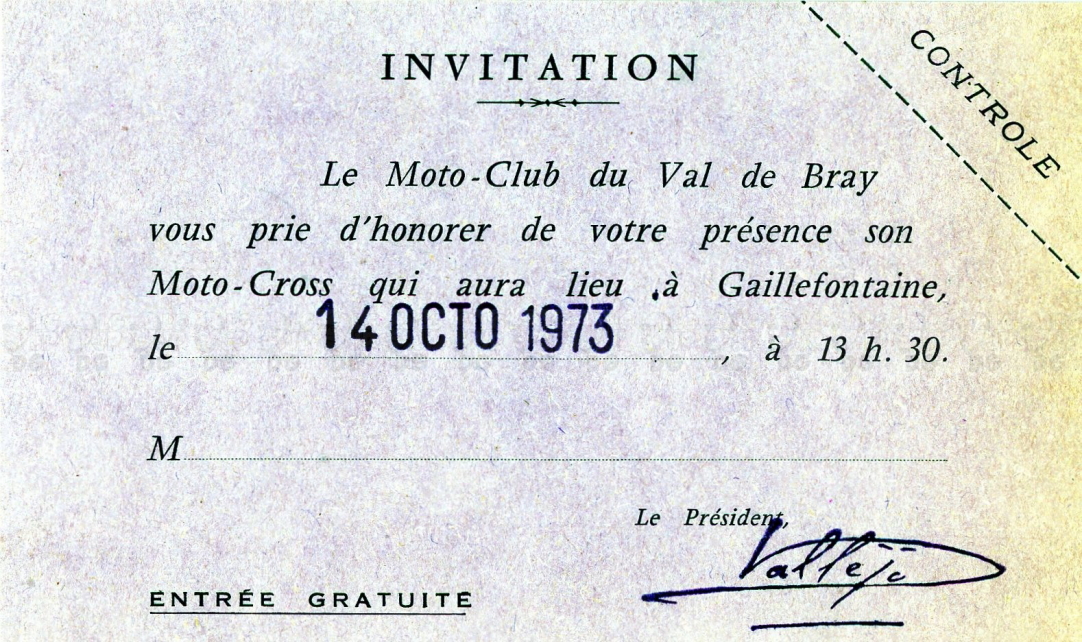 INVITATION
CONTROLE
Le Moto-Club du Val de Bray
vous prie d'honorer de votre présence son
Moto-Cross qui aura lieu à Gaillefontaine,
le 14 OCTO 1973, à 13 h. 30.
M
Le Président,
Vallejo
ENTRÉE GRATUITE